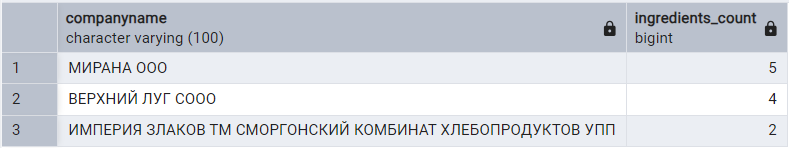 companyname
character varying (100)
ingredients_count
bigint
1 МИРАНА ООО 5
2 ВЕРХНИЙ ЛУГ СООО 4
3 ИМПЕРИЯ ЗЛАКОВ ТМ СМОРГОНСКИЙ КОМБИНАТ ХЛЕБОПРОДУКТОВ УПП 2